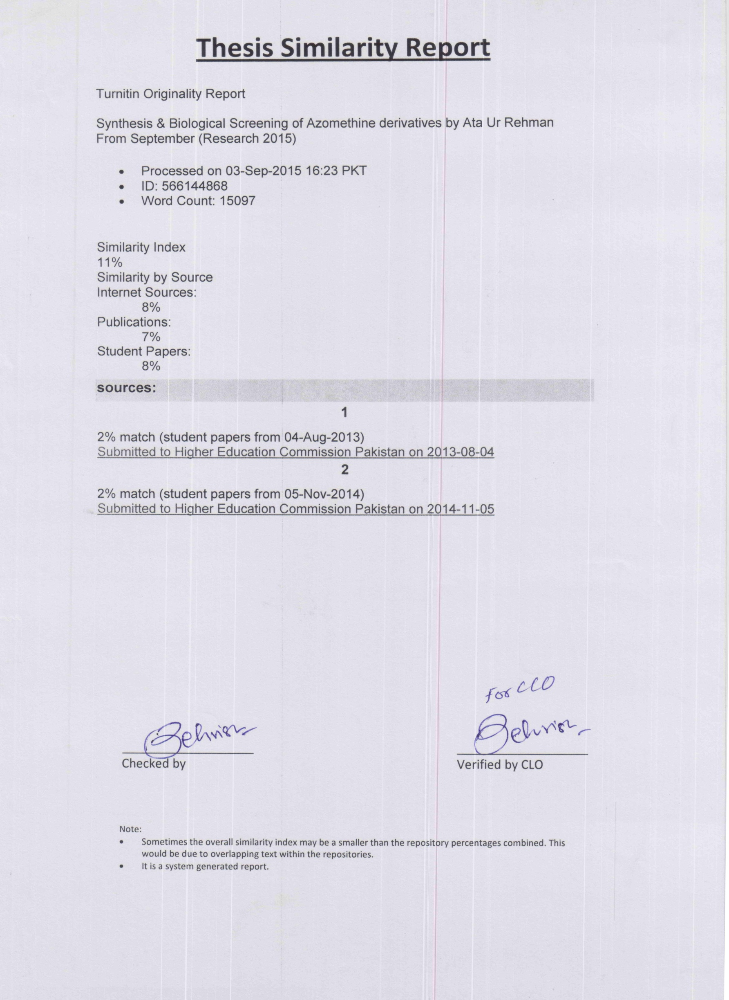 Thesis Similarity Report
Turnitin Originality Report
Synthesis & Biological Screening of Azomethine derivatives by Ata Ur Rehman
From September (Research 2015)
• Processed on 03-Sep-2015 16:23 PKT
• ID: 566144868
• Word Count: 15097
Similarity Index
11%
Similarity by Source
Internet Sources:
8%
Publications:
7%
Student Papers:
8%
sources:
1
2% match (student papers from 04-Aug-2013)
Submitted to Higher Education Commission Pakistan on 2013-08-04
2
2% match (student papers from 05-Nov-2014)
Submitted to Higher Education Commission Pakistan on 2014-11-05
For CLO
Checked by
Verified by CLO
Note:
• Sometimes the overall similarity index may be a smaller than the repository percentages combined. This
would be due to overlapping text within the repositories.
• It is a system generated report.